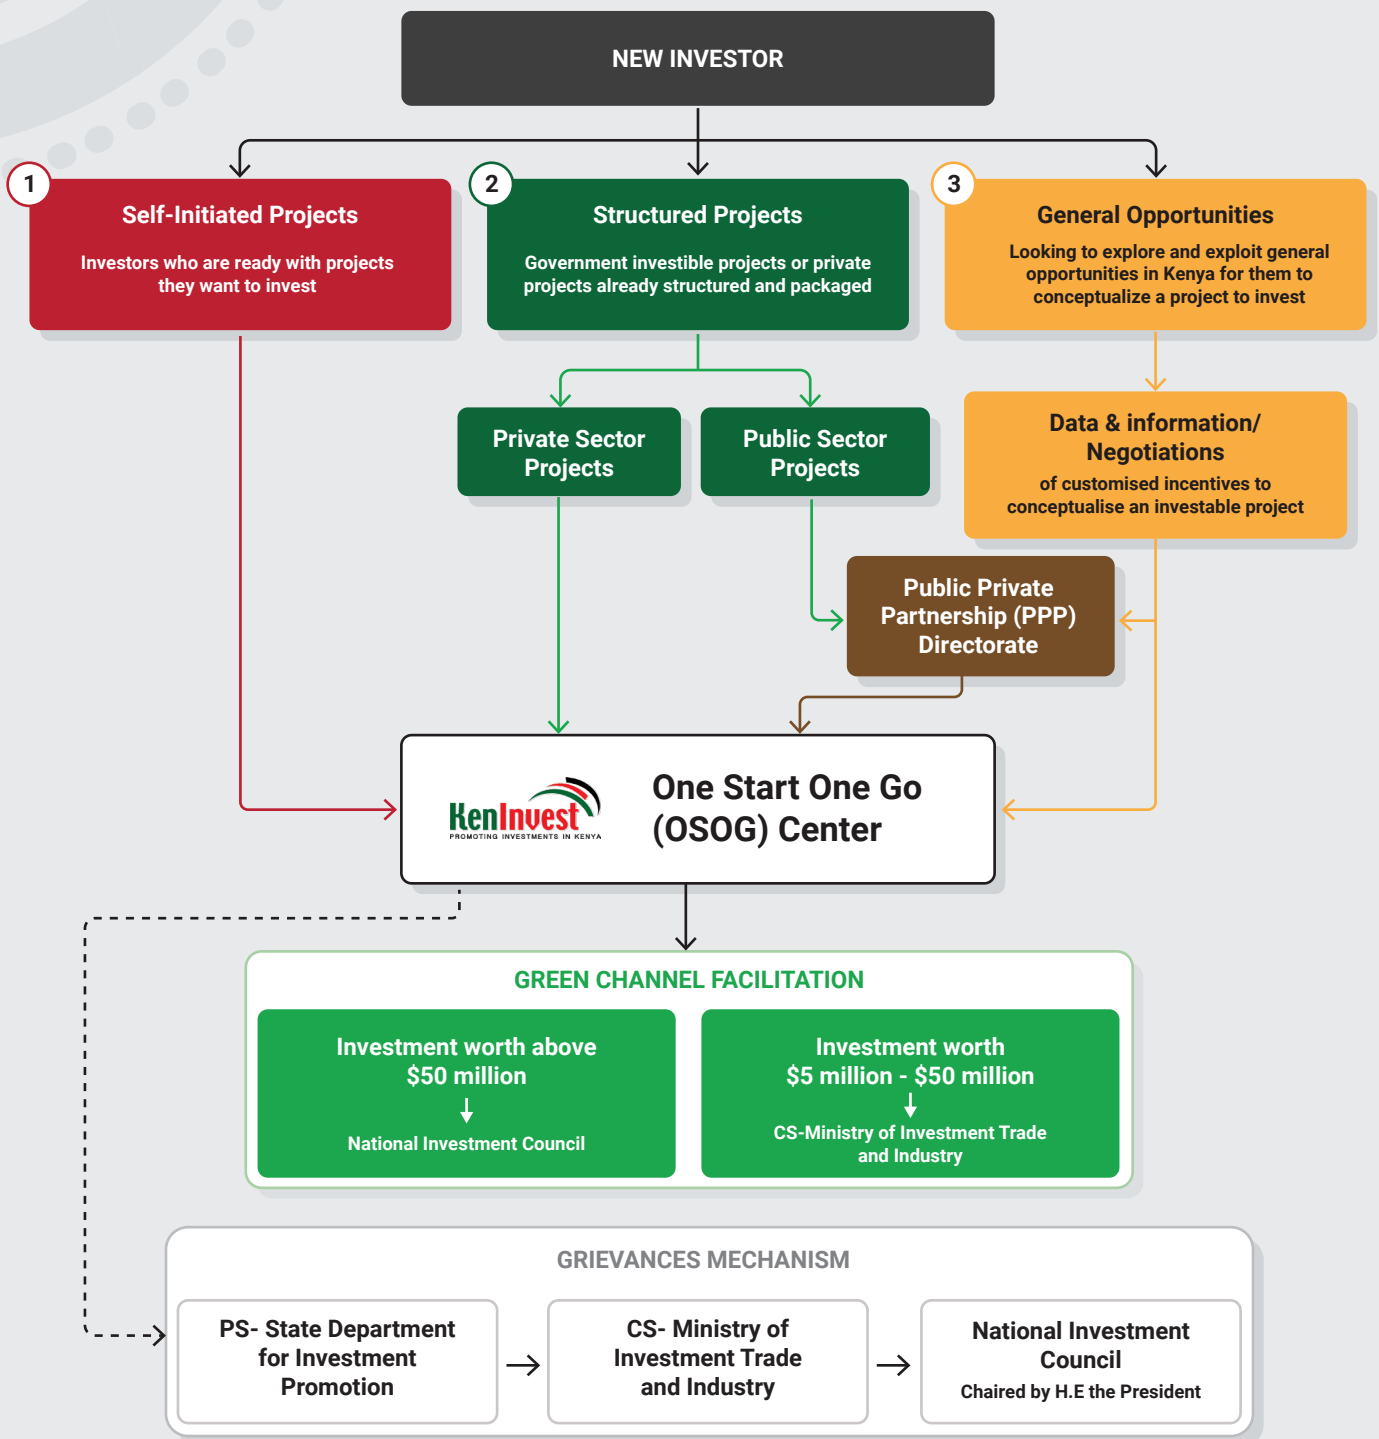 NEW INVESTOR
1
Self-Initiated Projects
Investors who are ready with projects
they want to invest
2
Structured Projects
Government investible projects or private
projects already structured and packaged
3
General Opportunities
Looking to explore and exploit general
opportunities in Kenya for them to
conceptualize a project to invest
Private Sector
Projects
Public Sector
Projects
Data & information/
Negotiations
of customised incentives to
conceptualise an investable project
Public Private
Partnership (PPP)
Directorate
KenInvest
PROMOTING INVESTMENTS IN KENYA
One Start One Go
(OSOG) Center
GREEN CHANNEL FACILITATION
Investment worth above
$50 million
National Investment Council
Investment worth
$5 million - $50 million
CS-Ministry of Investment Trade
and Industry
GRIEVANCES MECHANISM
PS- State Department
for Investment
Promotion
CS- Ministry of
Investment Trade
and Industry
National Investment
Council
Chaired by H.E the President